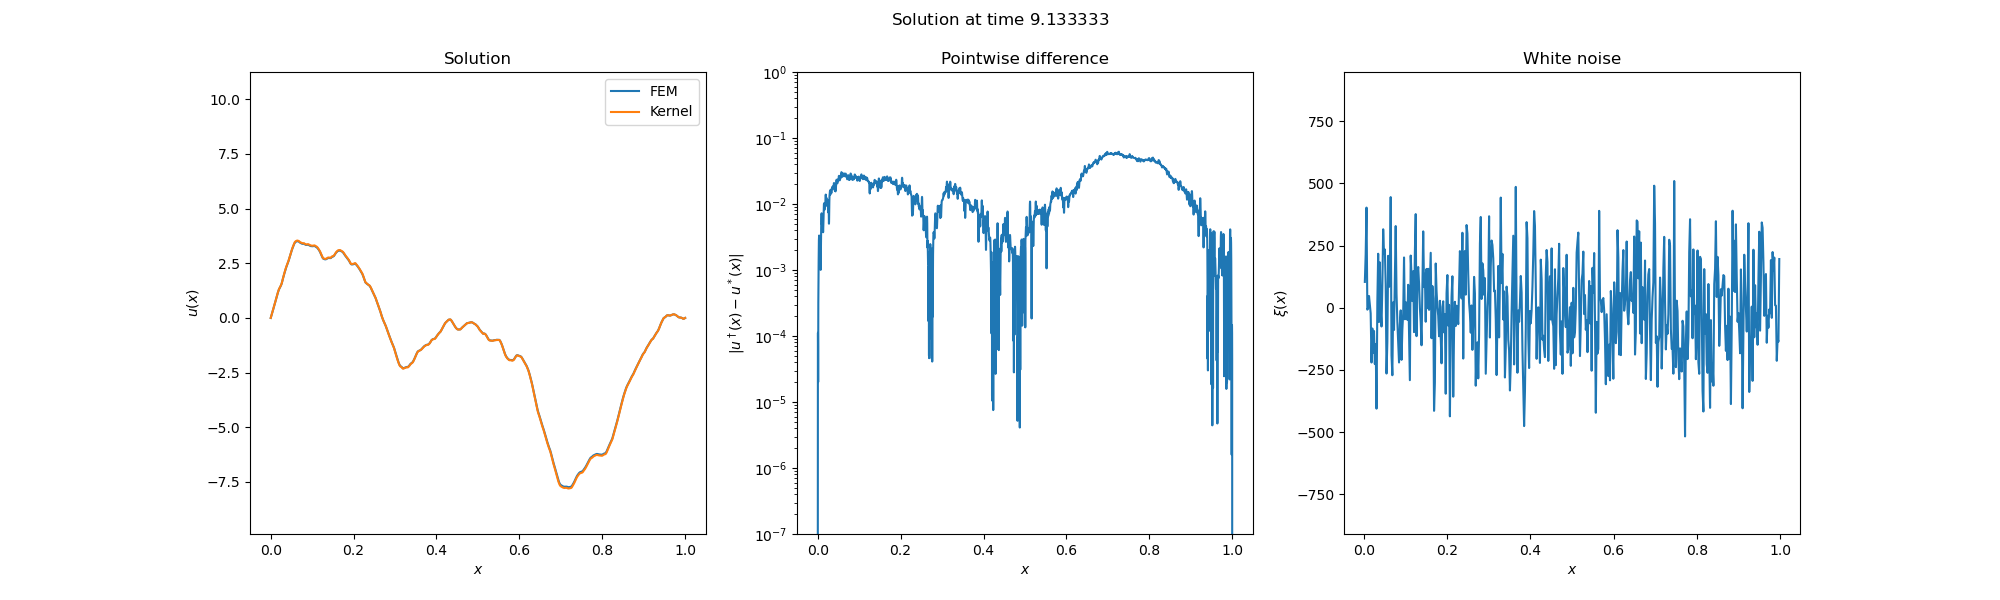 Solution at time 9.133333
Solution
10.0
7.5
5.0
2.5
0.0
−2.5
−5.0
−7.5
u(x)
FEM
Kernel
0.0 0.2 0.4 0.6 0.8 1.0
x
Pointwise difference
10⁰
10⁻¹
10⁻²
10⁻³
10⁻⁴
10⁻⁵
10⁻⁶
10⁻⁷
|u†(x) − u*(x)|
0.0 0.2 0.4 0.6 0.8 1.0
x
White noise
750
500
250
0
−250
−500
−750
ξ(x)
0.0 0.2 0.4 0.6 0.8 1.0
x